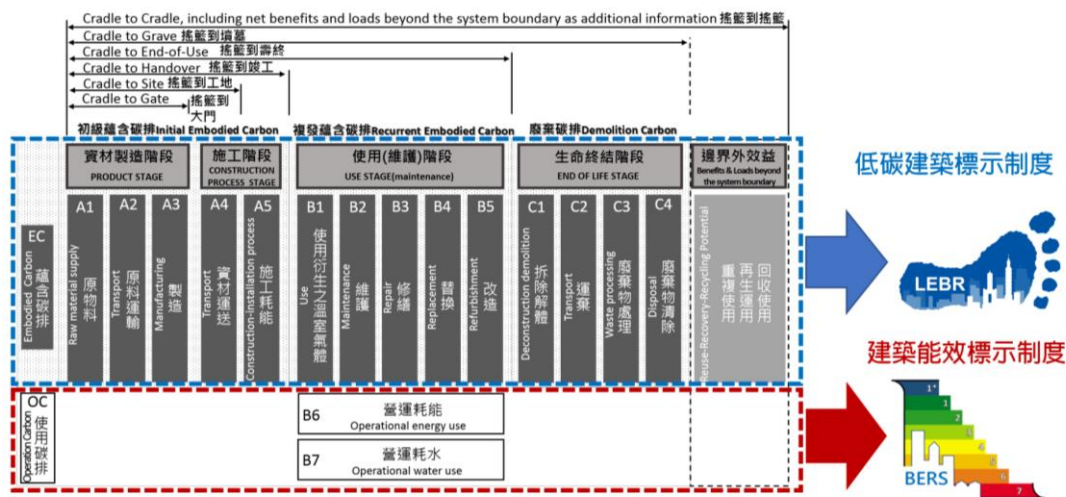 Cradle to Cradle, including net benefits and loads beyond the system boundary as additional information 搖籃到搖籃
Cradle to Grave 搖籃到墳墓
Cradle to End-of-Use 搖籃到壽終
Cradle to Handover 搖籃到竣工
Cradle to Site 搖籃到工地
Cradle to Gate 搖籃到
大門
初級蘊含碳排Initial Embodied Carbon
複發蘊含碳排Recurrent Embodied Carbon
廢棄碳排Demolition Carbon
資材製造階段
PRODUCT STAGE
施工階段
CONSTRUCTION
PROCESS STAGE
使用(維護)階段
USE STAGE(maintenance)
生命終結階段
END OF LIFE STAGE
邊界外效益
Benefits & Loads beyond
the system boundary
EC
Embodied Carbon
蘊含碳排
A1
Raw material supply
原物料
A2
Transport
原料運輸
A3
Manufacturing
製造
A4
Transport
資材運送
A5
Construction-installation process
施工耗能
B1
Use
使用衍生之溫室氣體
B2
Maintenance
維護
B3
Repair
修繕
B4
Replacement
替換
B5
Refurbishment
改造
C1
Deconstruction demolition
拆除解體
C2
Transport
運棄
C3
Waste processing
廢棄物處理
C4
Disposal
廢棄物清除
Reuse-Recovery-Recycling Potential
重複使用
再生運用
回收使用
OC
Operation Carbon
使用碳排
B6
營運耗能
Operational energy use
B7
營運耗水
Operational water use
低碳建築標示制度
LEBR
建築能效標示制度
1+
1
2
3
4
5
6
7
BERS